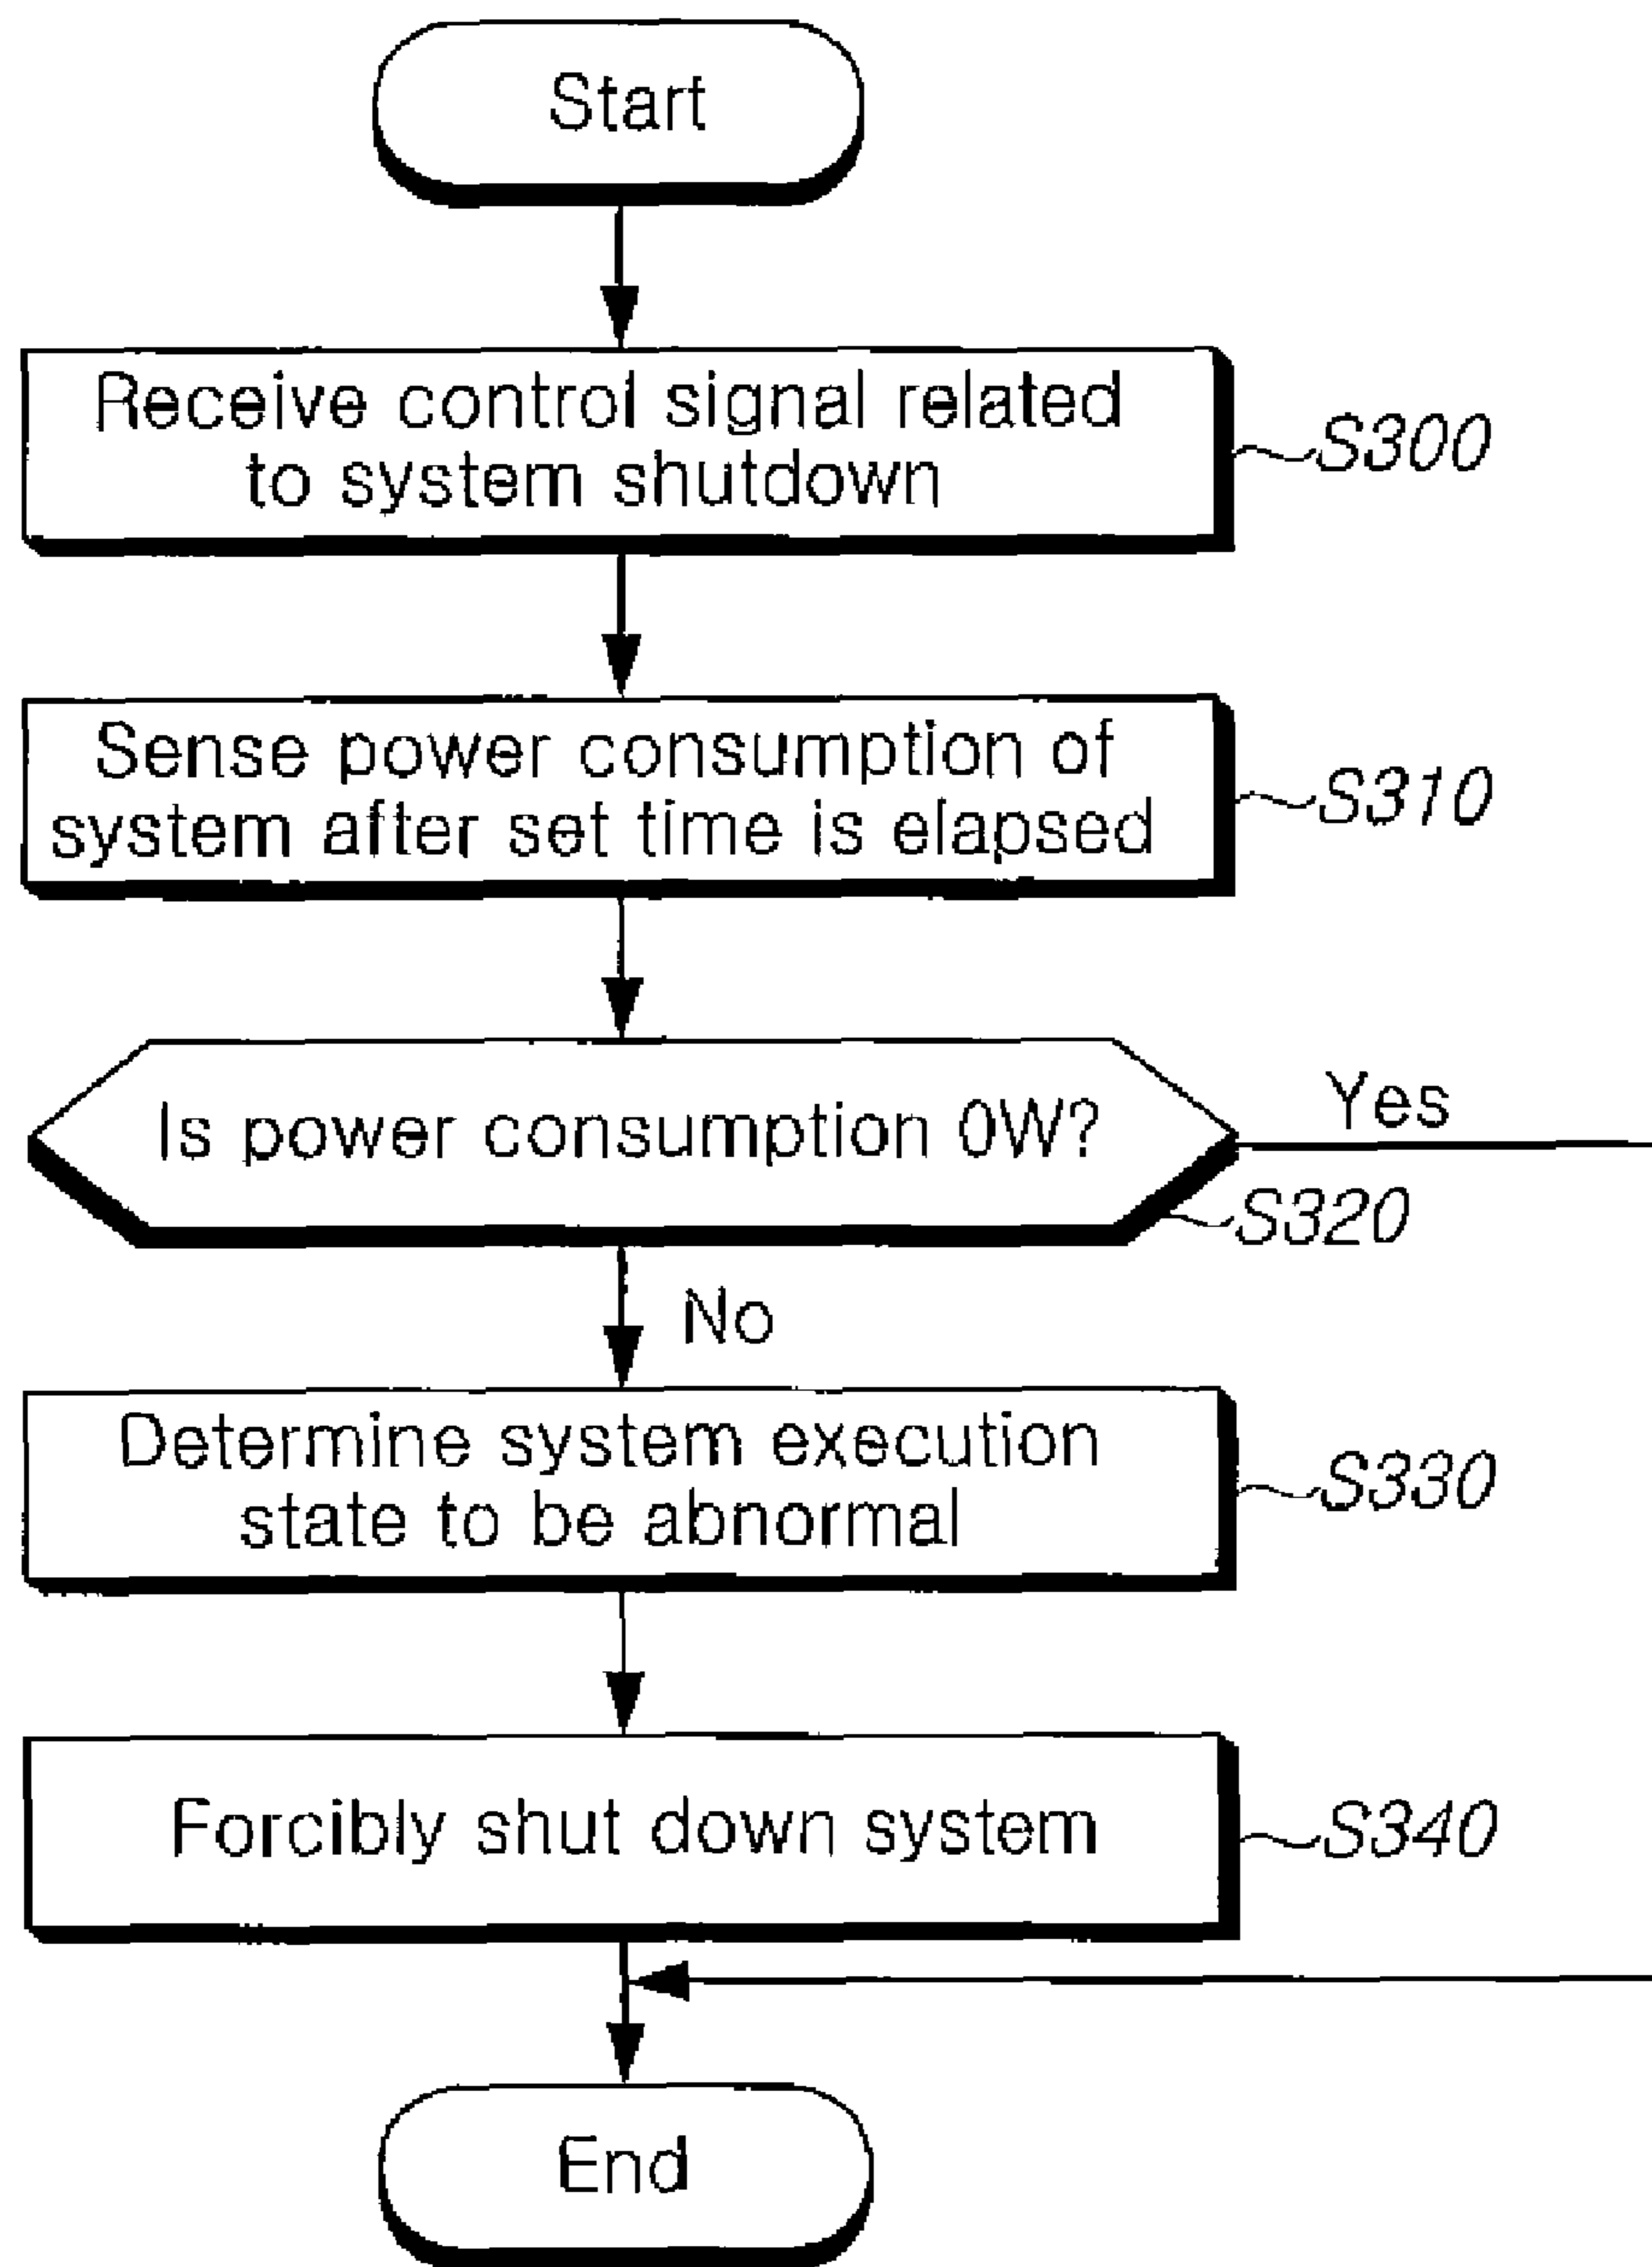 Start
Receive control signal related
to system shutdown
S300
Sense power consumption of
system after set time is elapsed
S310
Is power consumption 0W?
Yes
S320
No
Determine system execution
state to be abnormal
S330
Forcibly shut down system
S340
End